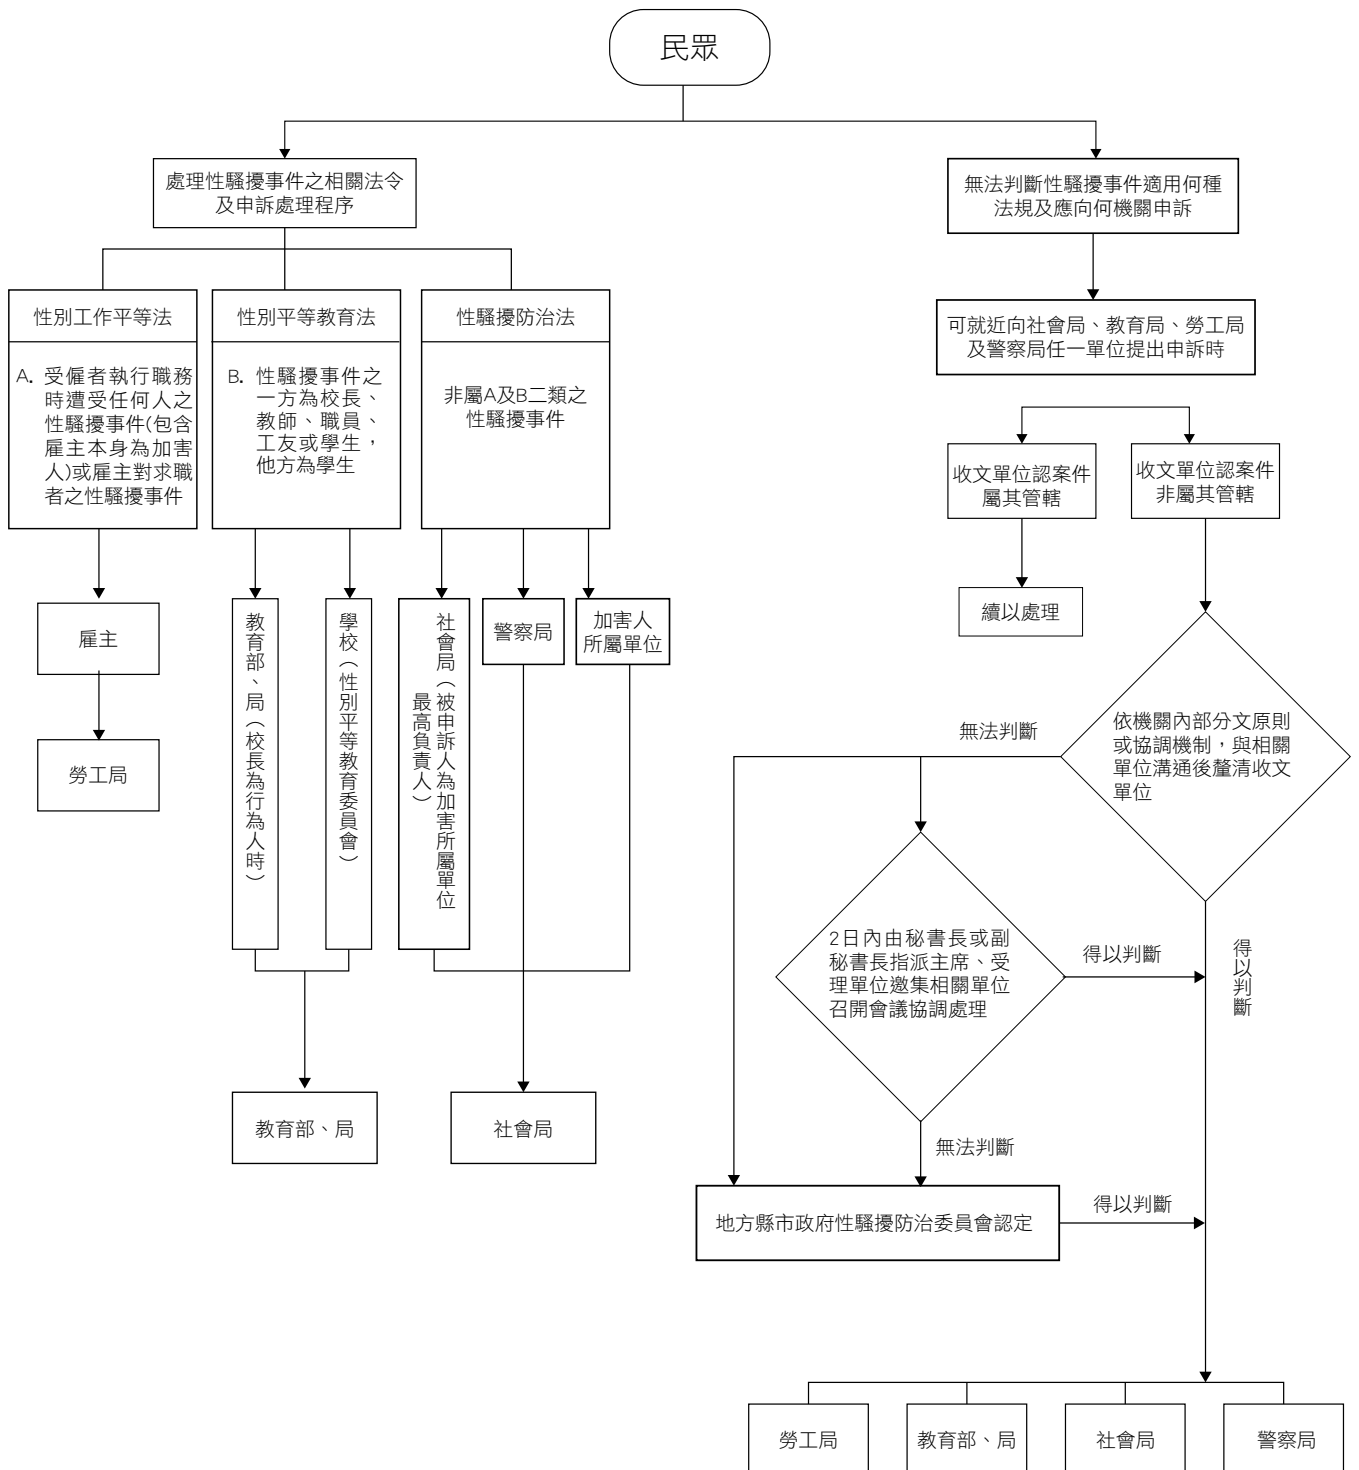 民眾
處理性騷擾事件之相關法令
及申訴處理程序
無法判斷性騷擾事件適用何種
法規及應向何機關申訴
性別工作平等法
A. 受僱者執行職務
時遭受任何人之
性騷擾事件(包含
雇主本身為加害
人)或雇主對求職
者之性騷擾事件
性別平等教育法
B. 性騷擾事件之
一方為校長、
教師、職員、
工友或學生，
他方為學生
性騷擾防治法
非屬A及B二類之
性騷擾事件
可就近向社會局、教育局、勞工局
及警察局任一單位提出申訴時
收文單位認案件
屬其管轄
收文單位認案件
非屬其管轄
續以處理
雇主
勞工局
教育部、局（校長為行為人時）
學校（性別平等教育委員會）
社會局（被申訴人為加害所屬單位
最高負責人）
警察局
加害人
所屬單位
教育部、局
社會局
依機關內部分文原則
或協調機制，與相關
單位溝通後釐清收文
單位
無法判斷
2日內由秘書長或副
秘書長指派主席、受
理單位邀集相關單位
召開會議協調處理
得以判斷
得以判斷
無法判斷
地方縣市政府性騷擾防治委員會認定
得以判斷
勞工局
教育部、局
社會局
警察局